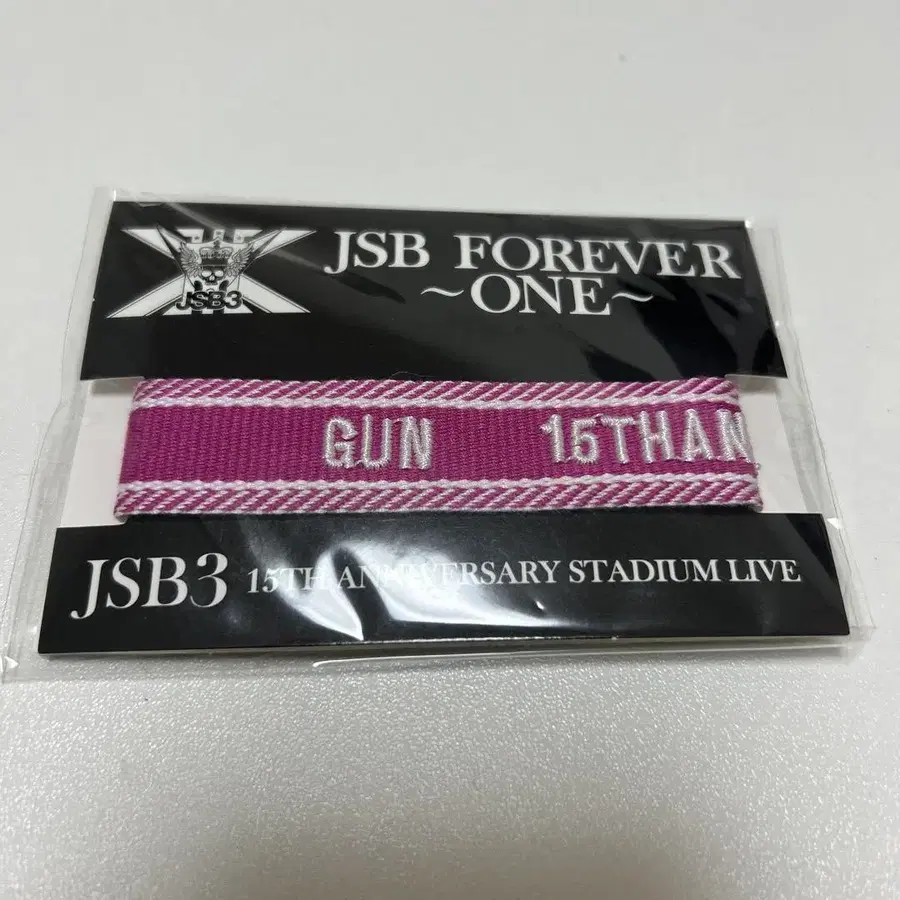 JSB3
JSB FOREVER
~ONE~
GUN 15THAN
JSB3 15TH ANNIVERSARY STADIUM LIVE